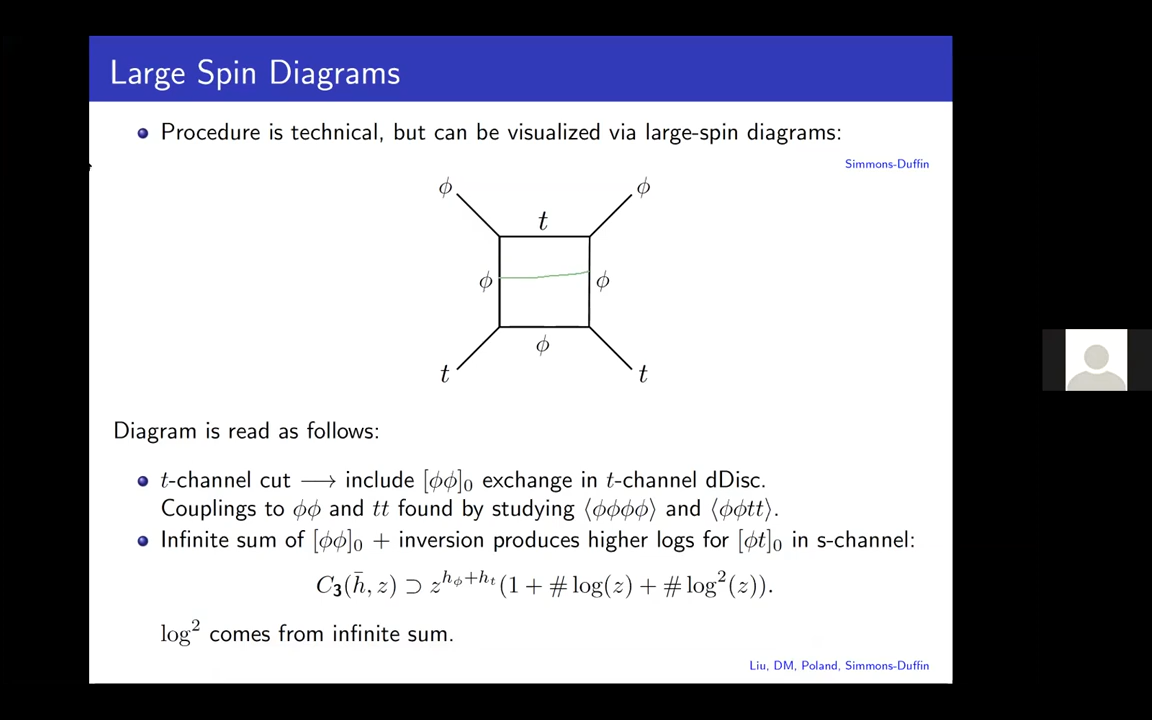 Large Spin Diagrams
Procedure is technical, but can be visualized via large-spin diagrams:
Simmons-Duffin
ϕ ϕ
t
ϕ ϕ
ϕ
t t
Diagram is read as follows:
t-channel cut ⟶ include [ϕϕ]₀ exchange in t-channel dDisc.
Couplings to ϕϕ and tt found by studying ⟨ϕϕϕϕ⟩ and ⟨ϕϕtt⟩.
Infinite sum of [ϕϕ]₀ + inversion produces higher logs for [ϕt]₀ in s-channel:
C₃(h̄, z) ⊃ z^{h_ϕ+h_t}(1 + # log(z) + # log²(z)).
log² comes from infinite sum.
Liu, DM, Poland, Simmons-Duffin